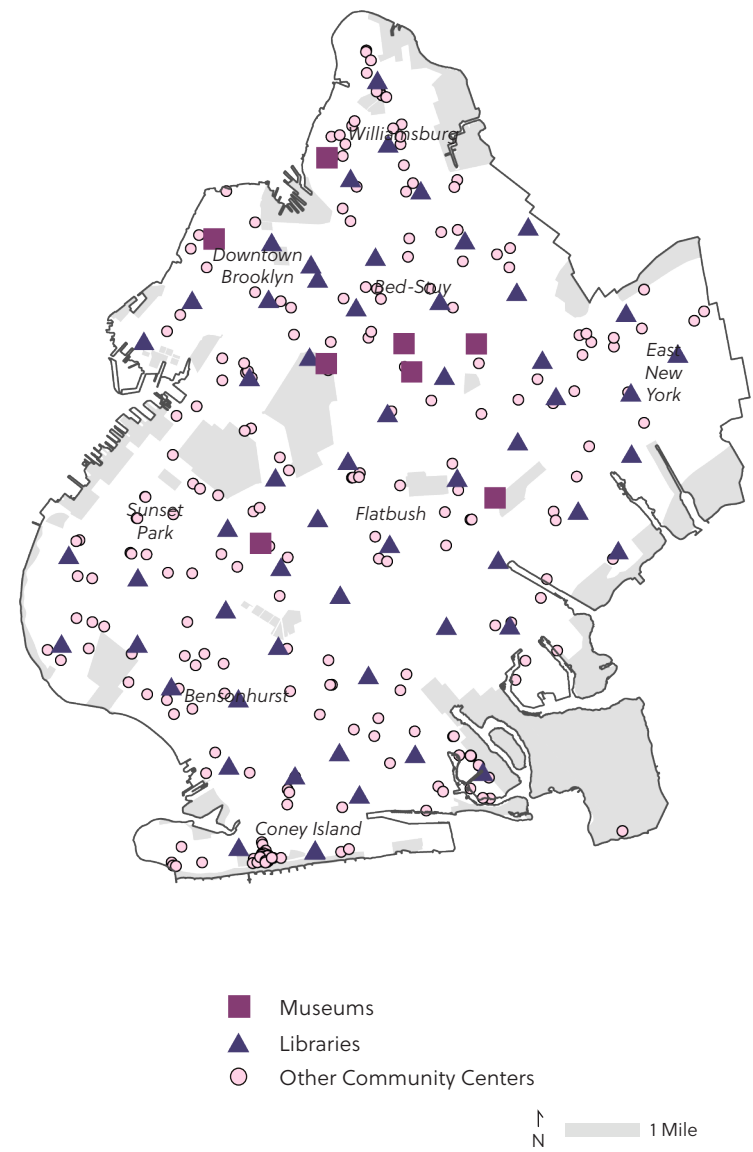 Williamsburg
Downtown
Brooklyn
Bed-Stuy
East
New
York
Sunset
Park
Flatbush
Bensonhurst
Coney Island
Museums
Libraries
Other Community Centers
N
1 Mile